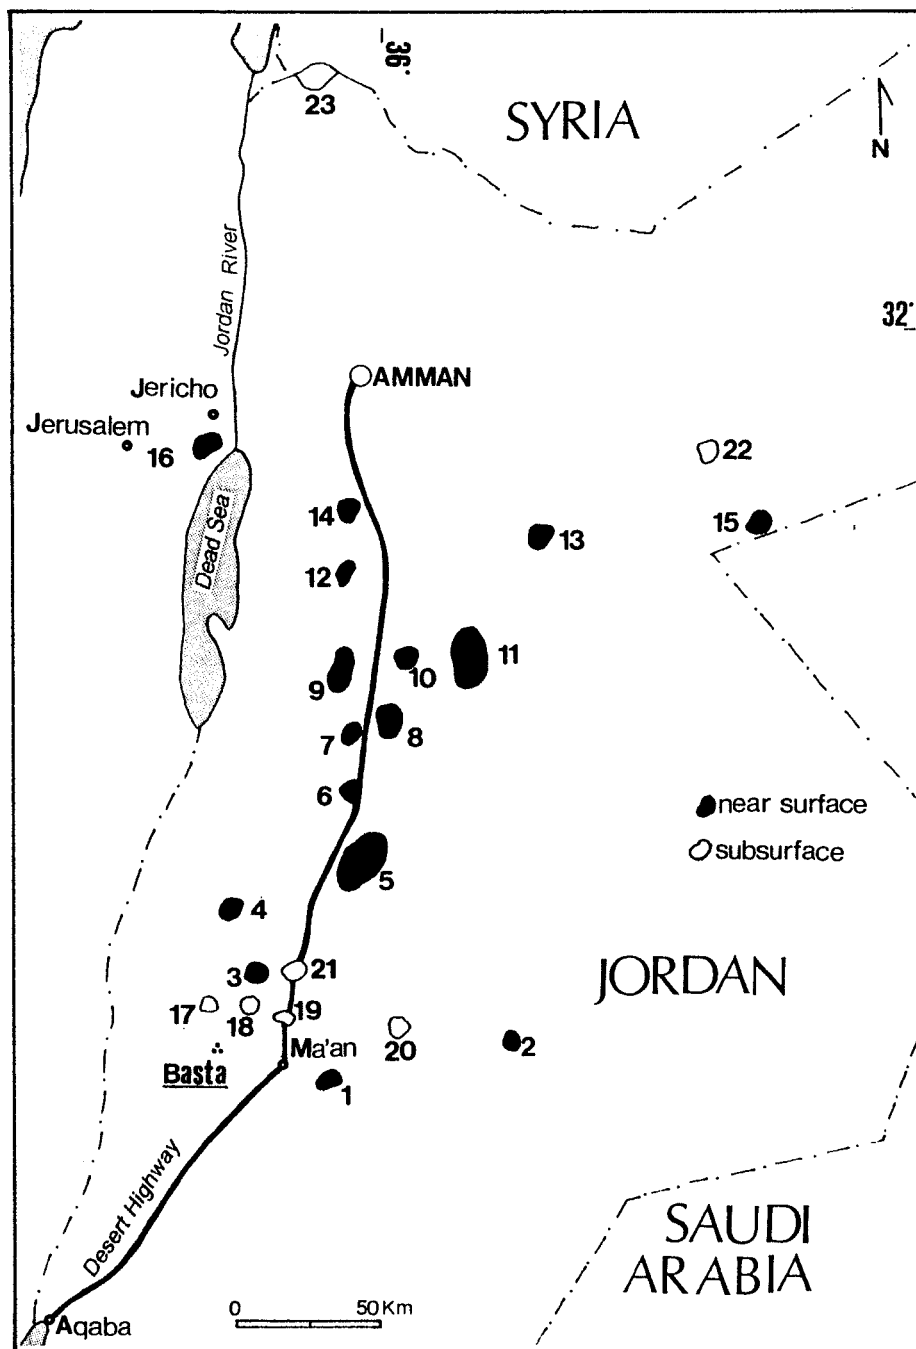 36°
23
SYRIA
N
Jordan River
32°
AMMAN
Jericho
Jerusalem
16
22
Dead Sea
14
13
15
12
9
10
11
7
8
6
near surface
5
subsurface
4
3
21
JORDAN
17
18
19
20
2
Ma'an
Basta
1
Desert Highway
SAUDI
ARABIA
0 50 Km
Aqaba